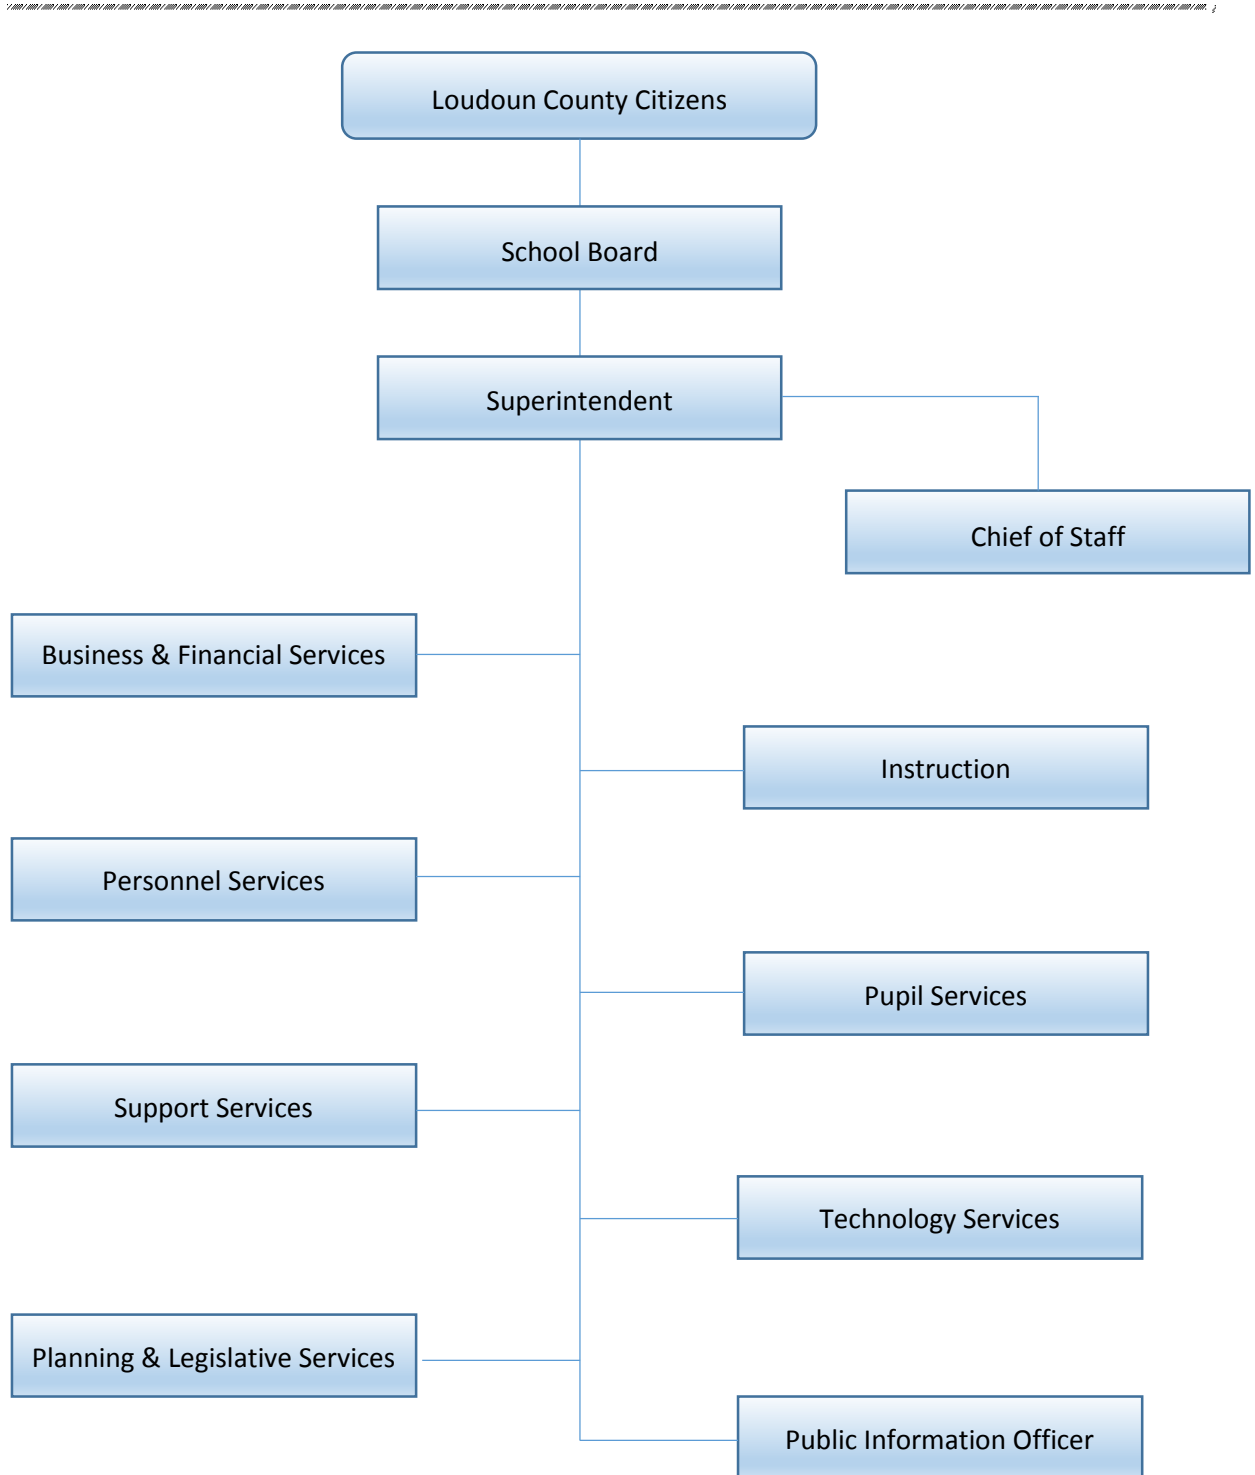 Loudoun County Citizens
School Board
Superintendent
Chief of Staff
Business & Financial Services
Instruction
Personnel Services
Pupil Services
Support Services
Technology Services
Planning & Legislative Services
Public Information Officer